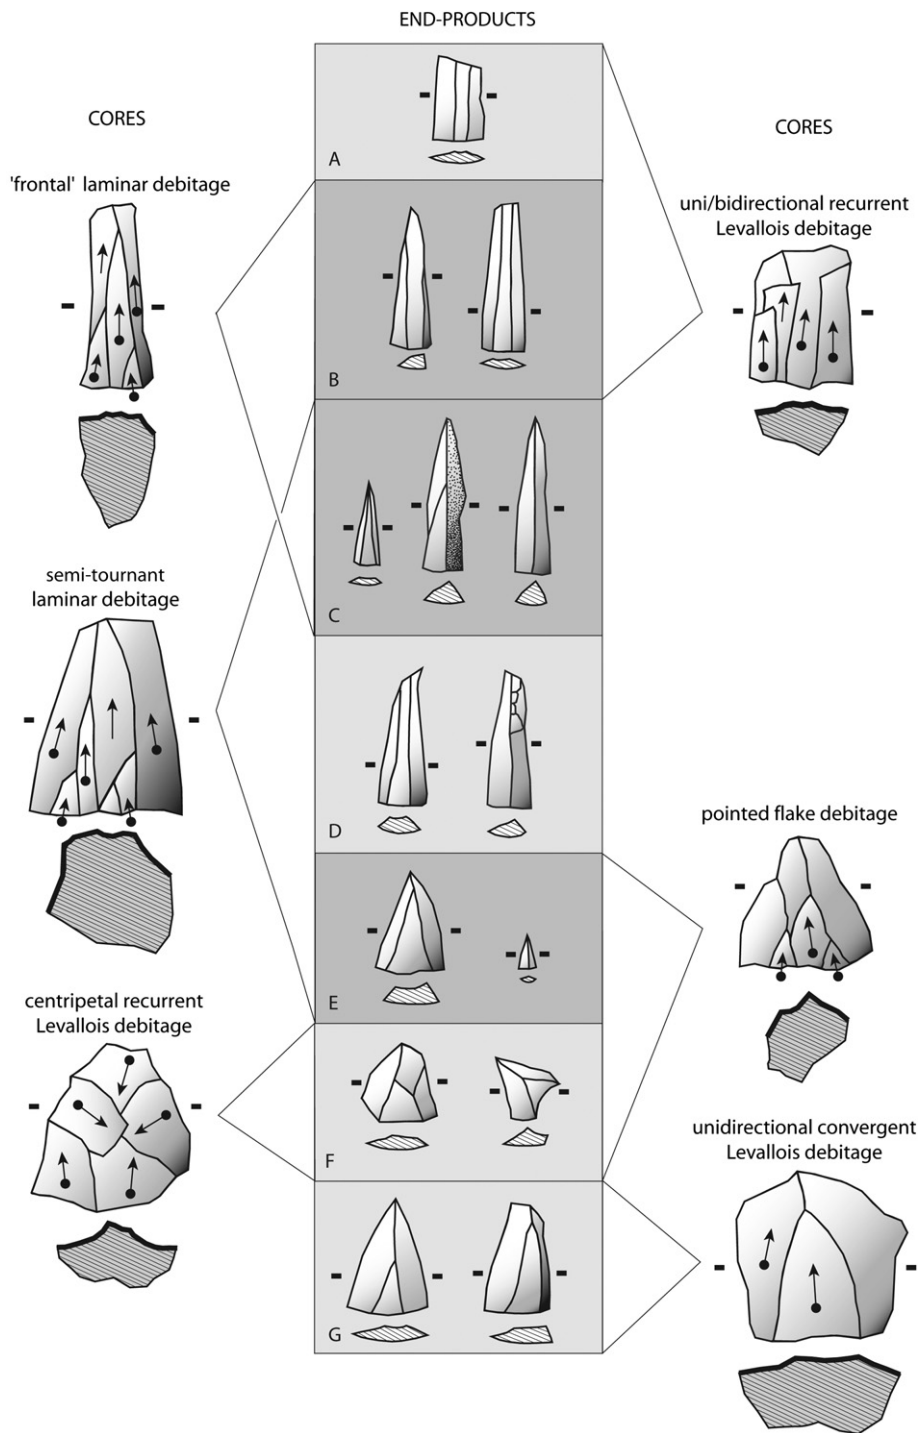 END-PRODUCTS
CORES
CORES
'frontal' laminar debitage
uni/bidirectional recurrent
Levallois debitage
semi-tournant
laminar debitage
pointed flake debitage
centripetal recurrent
Levallois debitage
unidirectional convergent
Levallois debitage
A
B
C
D
E
F
G